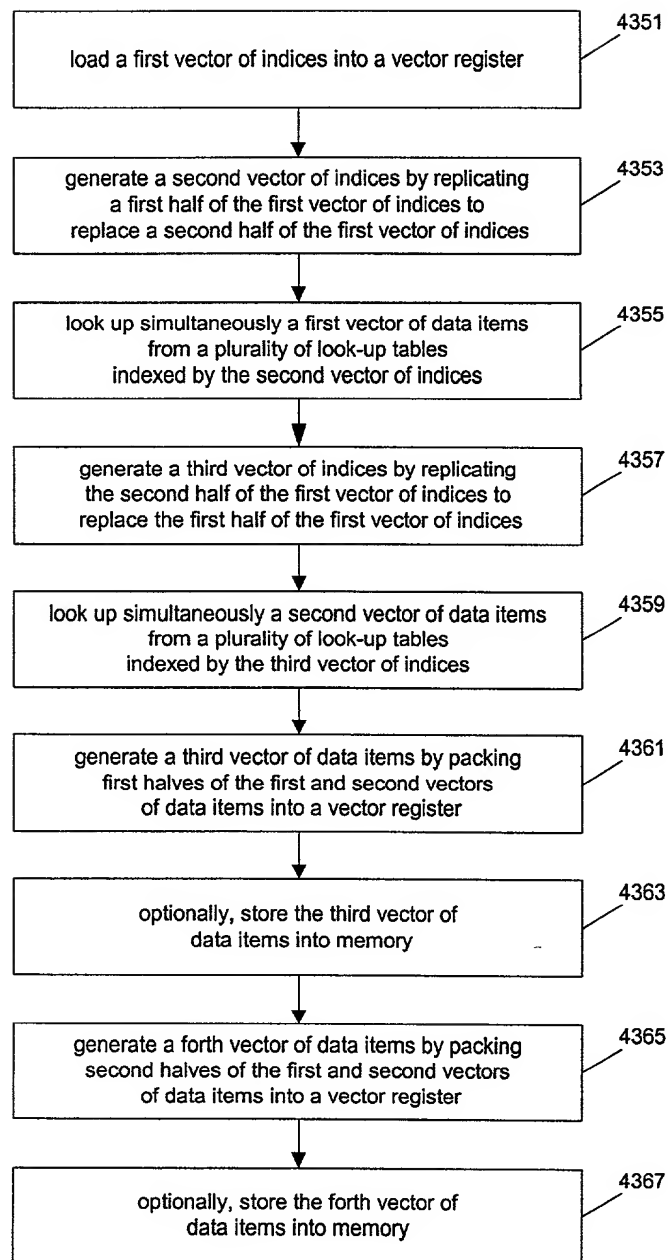 4351
load a first vector of indices into a vector register
4353
generate a second vector of indices by replicating
a first half of the first vector of indices to
replace a second half of the first vector of indices
4355
look up simultaneously a first vector of data items
from a plurality of look-up tables
indexed by the second vector of indices
4357
generate a third vector of indices by replicating
the second half of the first vector of indices to
replace the first half of the first vector of indices
4359
look up simultaneously a second vector of data items
from a plurality of look-up tables
indexed by the third vector of indices
4361
generate a third vector of data items by packing
first halves of the first and second vectors
of data items into a vector register
4363
optionally, store the third vector of
data items into memory
4365
generate a forth vector of data items by packing
second halves of the first and second vectors
of data items into a vector register
4367
optionally, store the forth vector of
data items into memory